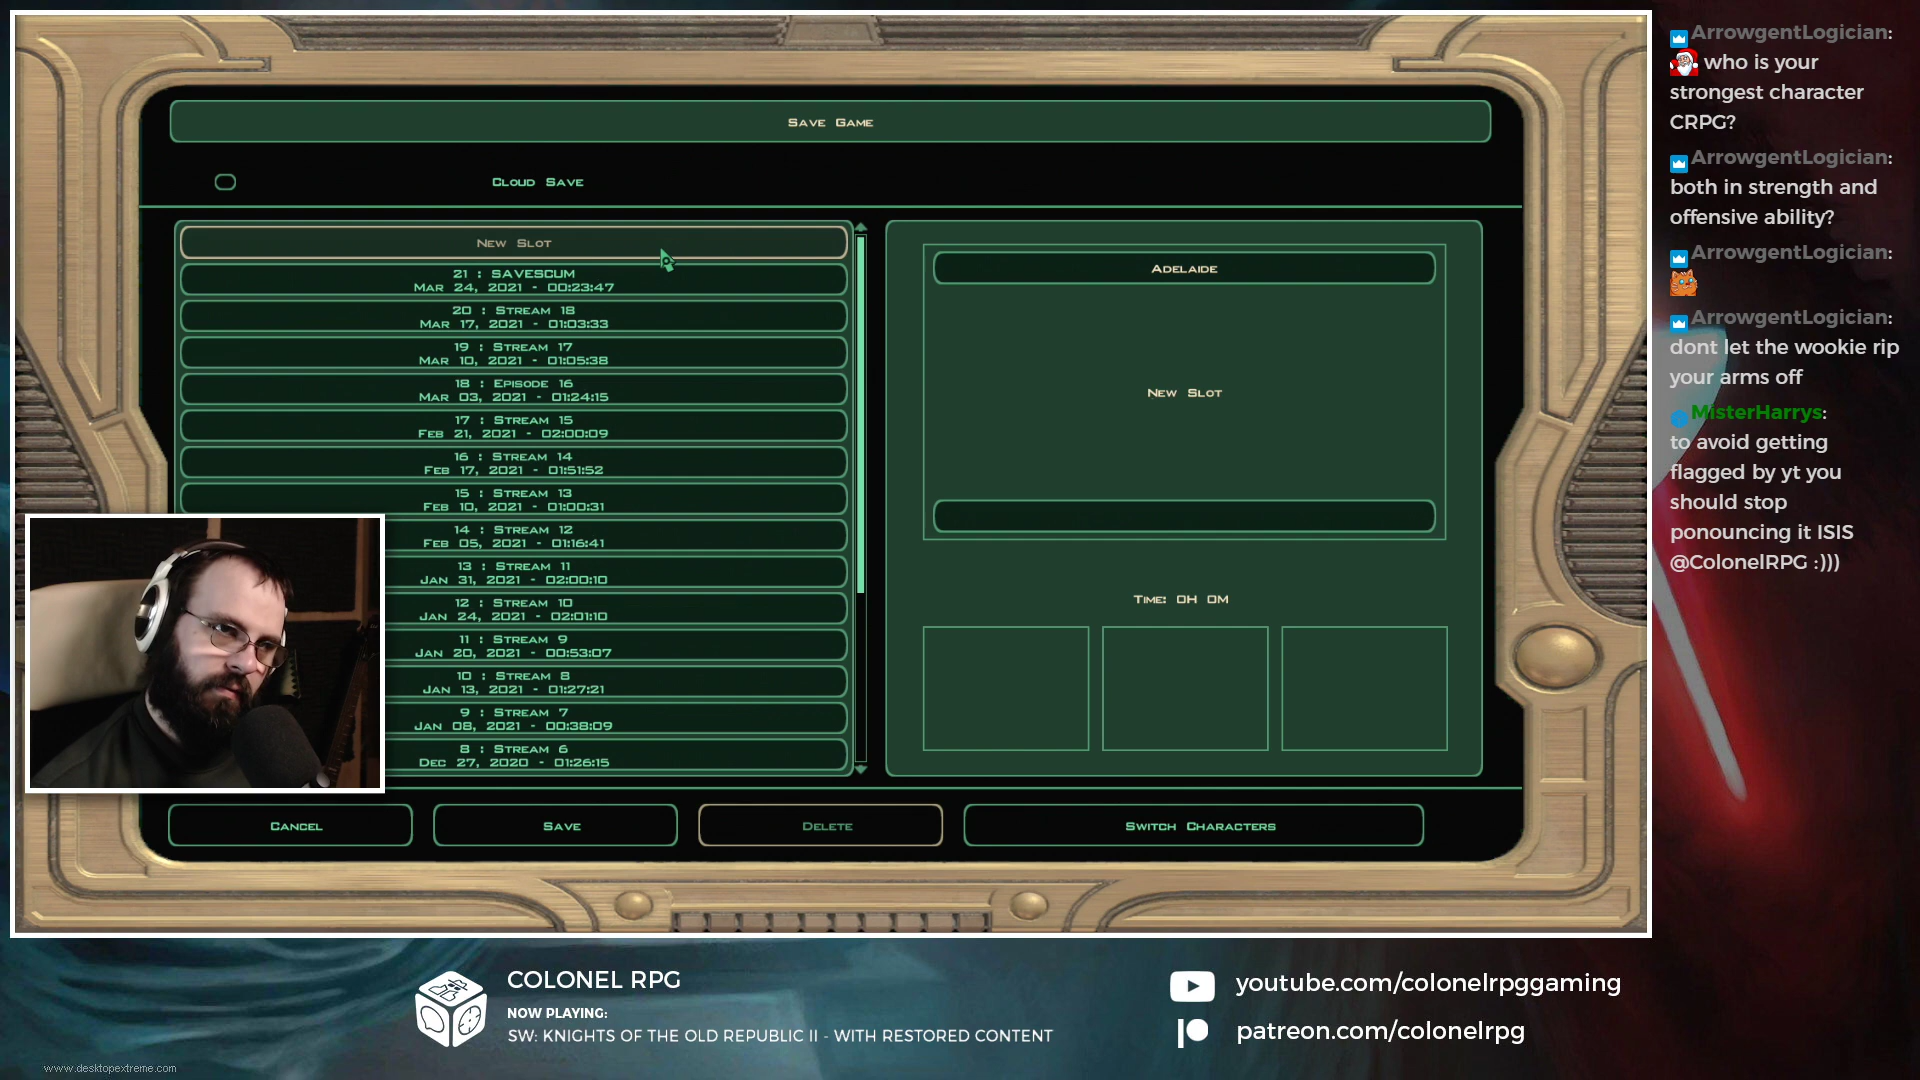 SAVE GAME
CLOUD SAVE
NEW SLOT
21 : SAVESCUM
MAR 24, 2021 - 00:23:47
20 : STREAM 18
MAR 17, 2021 - 01:03:33
19 : STREAM 17
MAR 10, 2021 - 01:05:38
18 : EPISODE 16
MAR 03, 2021 - 01:24:15
17 : STREAM 15
FEB 21, 2021 - 02:00:09
16 : STREAM 14
FEB 17, 2021 - 01:51:52
15 : STREAM 13
FEB 10, 2021 - 01:00:31
14 : STREAM 12
FEB 05, 2021 - 01:16:41
13 : STREAM 11
JAN 31, 2021 - 02:00:10
12 : STREAM 10
JAN 24, 2021 - 02:01:10
11 : STREAM 9
JAN 20, 2021 - 00:53:07
10 : STREAM 8
JAN 13, 2021 - 01:27:21
9 : STREAM 7
JAN 08, 2021 - 00:38:09
8 : STREAM 6
DEC 27, 2020 - 01:26:15
ADELAIDE
NEW SLOT
TIME: 0H 0M
CANCEL
SAVE
DELETE
SWITCH CHARACTERS
ArrowgentLogician:
who is your
strongest character
CRPG?
ArrowgentLogician:
both in strength and
offensive ability?
ArrowgentLogician:
ArrowgentLogician:
dont let the wookie rip
your arms off
MisterHarrys:
to avoid getting
flagged by yt you
should stop
ponouncing it ISIS
@ColonelRPG :)))
COLONEL RPG
NOW PLAYING:
SW: KNIGHTS OF THE OLD REPUBLIC II - WITH RESTORED CONTENT
youtube.com/colonelrpggaming
patreon.com/colonelrpg
www.desktopextreme.com